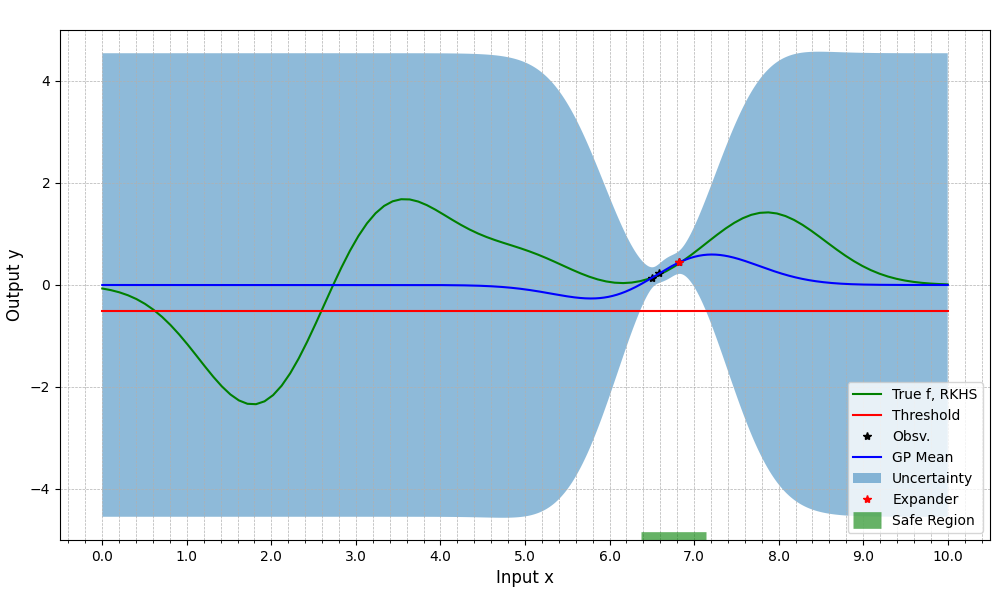 4
2
0
−2
−4
Output y
0.0 1.0 2.0 3.0 4.0 5.0 6.0 7.0 8.0 9.0 10.0
Input x
True f, RKHS
Threshold
Obsv.
GP Mean
Uncertainty
Expander
Safe Region